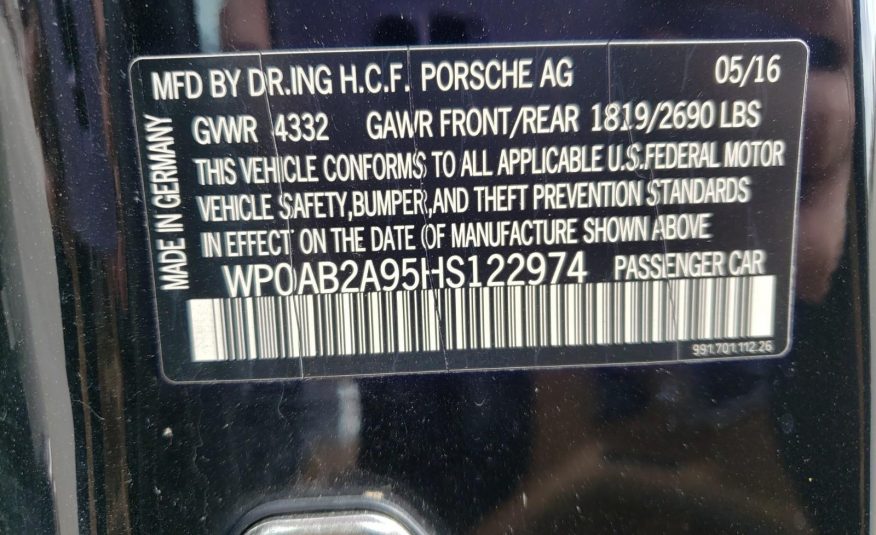 MFD BY DR.ING H.C.F. PORSCHE AG 05/16
GVWR 4332 GAWR FRONT/REAR 1819/2690 LBS
THIS VEHICLE CONFORMS TO ALL APPLICABLE U.S.FEDERAL MOTOR
VEHICLE SAFETY,BUMPER,AND THEFT PREVENTION STANDARDS
IN EFFECT ON THE DATE OF MANUFACTURE SHOWN ABOVE
WP0AB2A95HS122974 PASSENGER CAR
991.701.112.26
MADE IN GERMANY